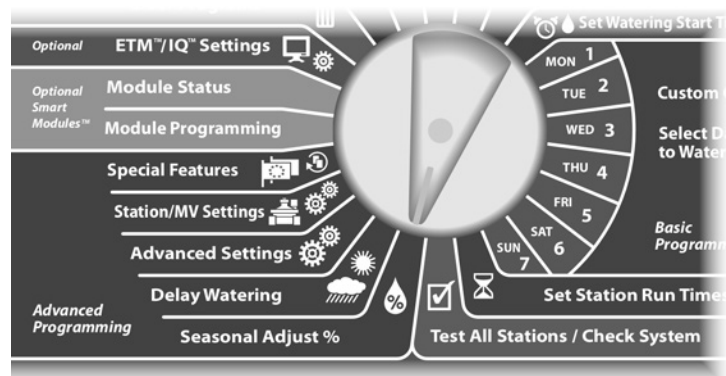 Set Watering Start
Optional
ETM™/IQ™ Settings
Optional
Smart
Modules™
Module Status
Module Programming
Special Features
Station/MV Settings
Advanced Settings
Delay Watering
Advanced
Programming
Seasonal Adjust %
%
MON 1
TUE 2
WED 3
THU 4
FRI 5
SAT 6
SUN 7
Custom
Select
to Water
Basic
Set Station Run Times
Test All Stations / Check System